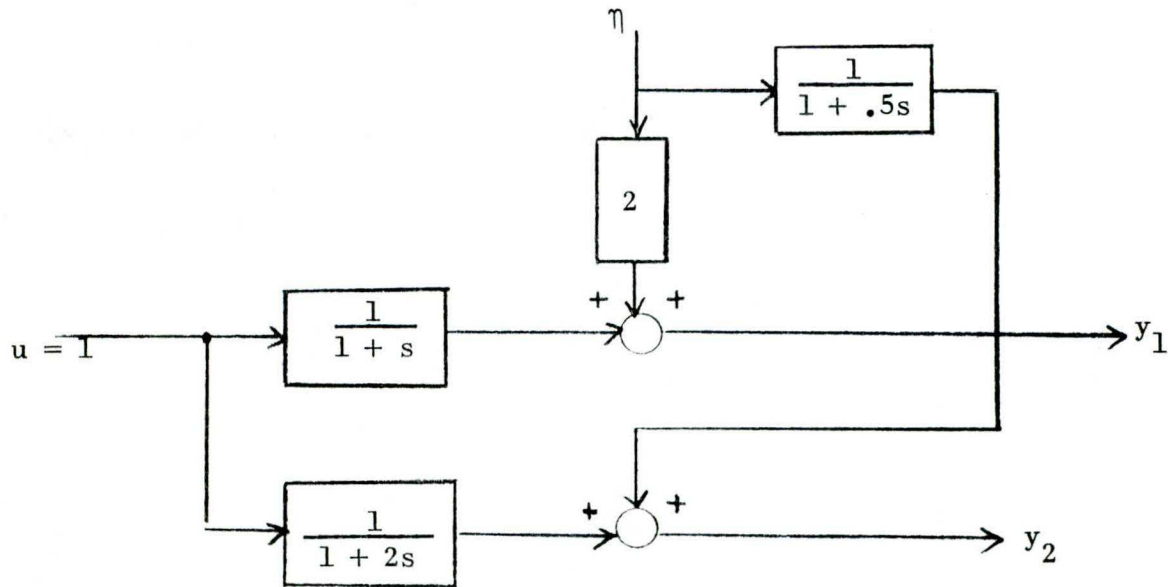 η
1
1 + .5s
2
+ +
u = 1
1
1 + s
y1
+ +
1
1 + 2s
y2